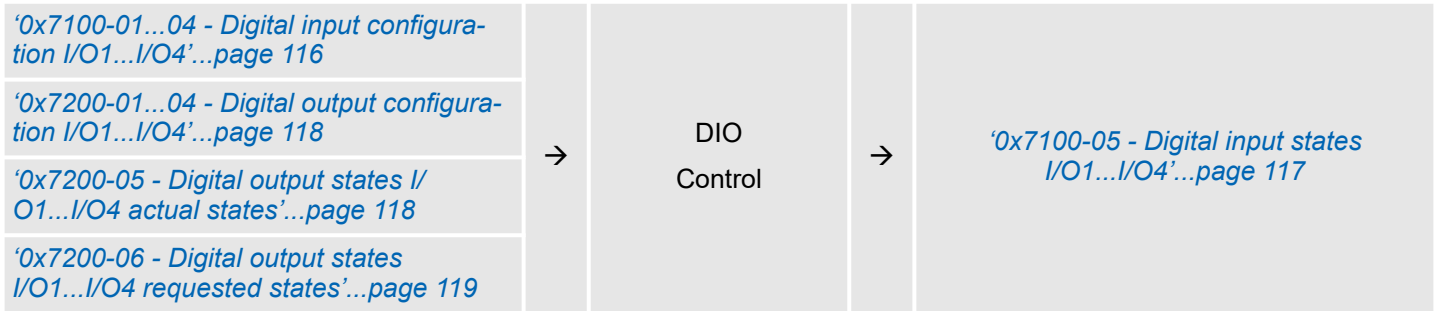 ‘0x7100-01...04 - Digital input configura-
tion I/O1...I/O4’...page 116
‘0x7200-01...04 - Digital output configura-
tion I/O1...I/O4’...page 118
‘0x7200-05 - Digital output states I/
O1...I/O4 actual states’...page 118
‘0x7200-06 - Digital output states
I/O1...I/O4 requested states’...page 119
→
DIO
Control
→
‘0x7100-05 - Digital input states
I/O1...I/O4’...page 117